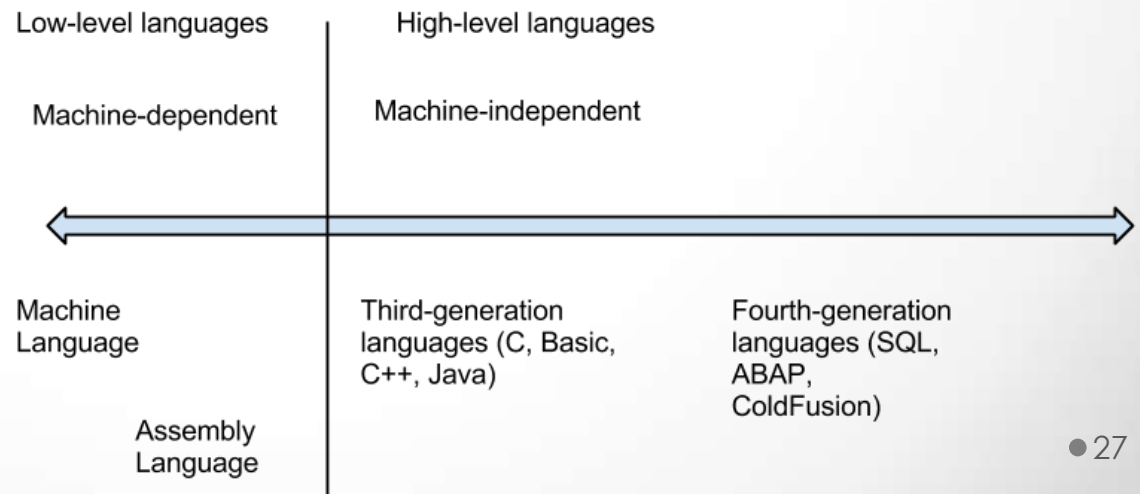 Low-level languages
High-level languages
Machine-dependent
Machine-independent
Machine
Language
Third-generation
languages (C, Basic,
C++, Java)
Fourth-generation
languages (SQL,
ABAP,
ColdFusion)
Assembly
Language
27